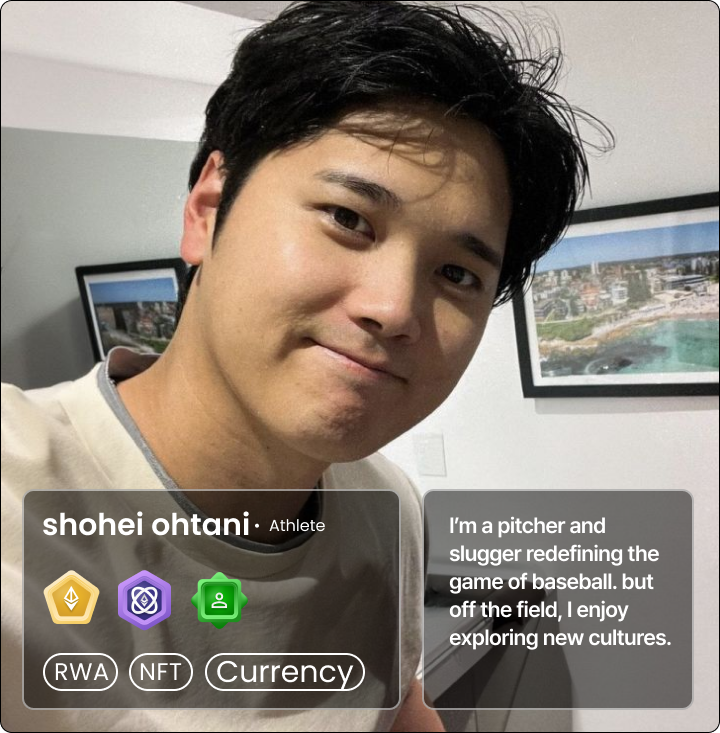 shohei ohtani · Athlete
RWA NFT Currency
I’m a pitcher and
slugger redefining the
game of baseball. but
off the field, I enjoy
exploring new cultures.